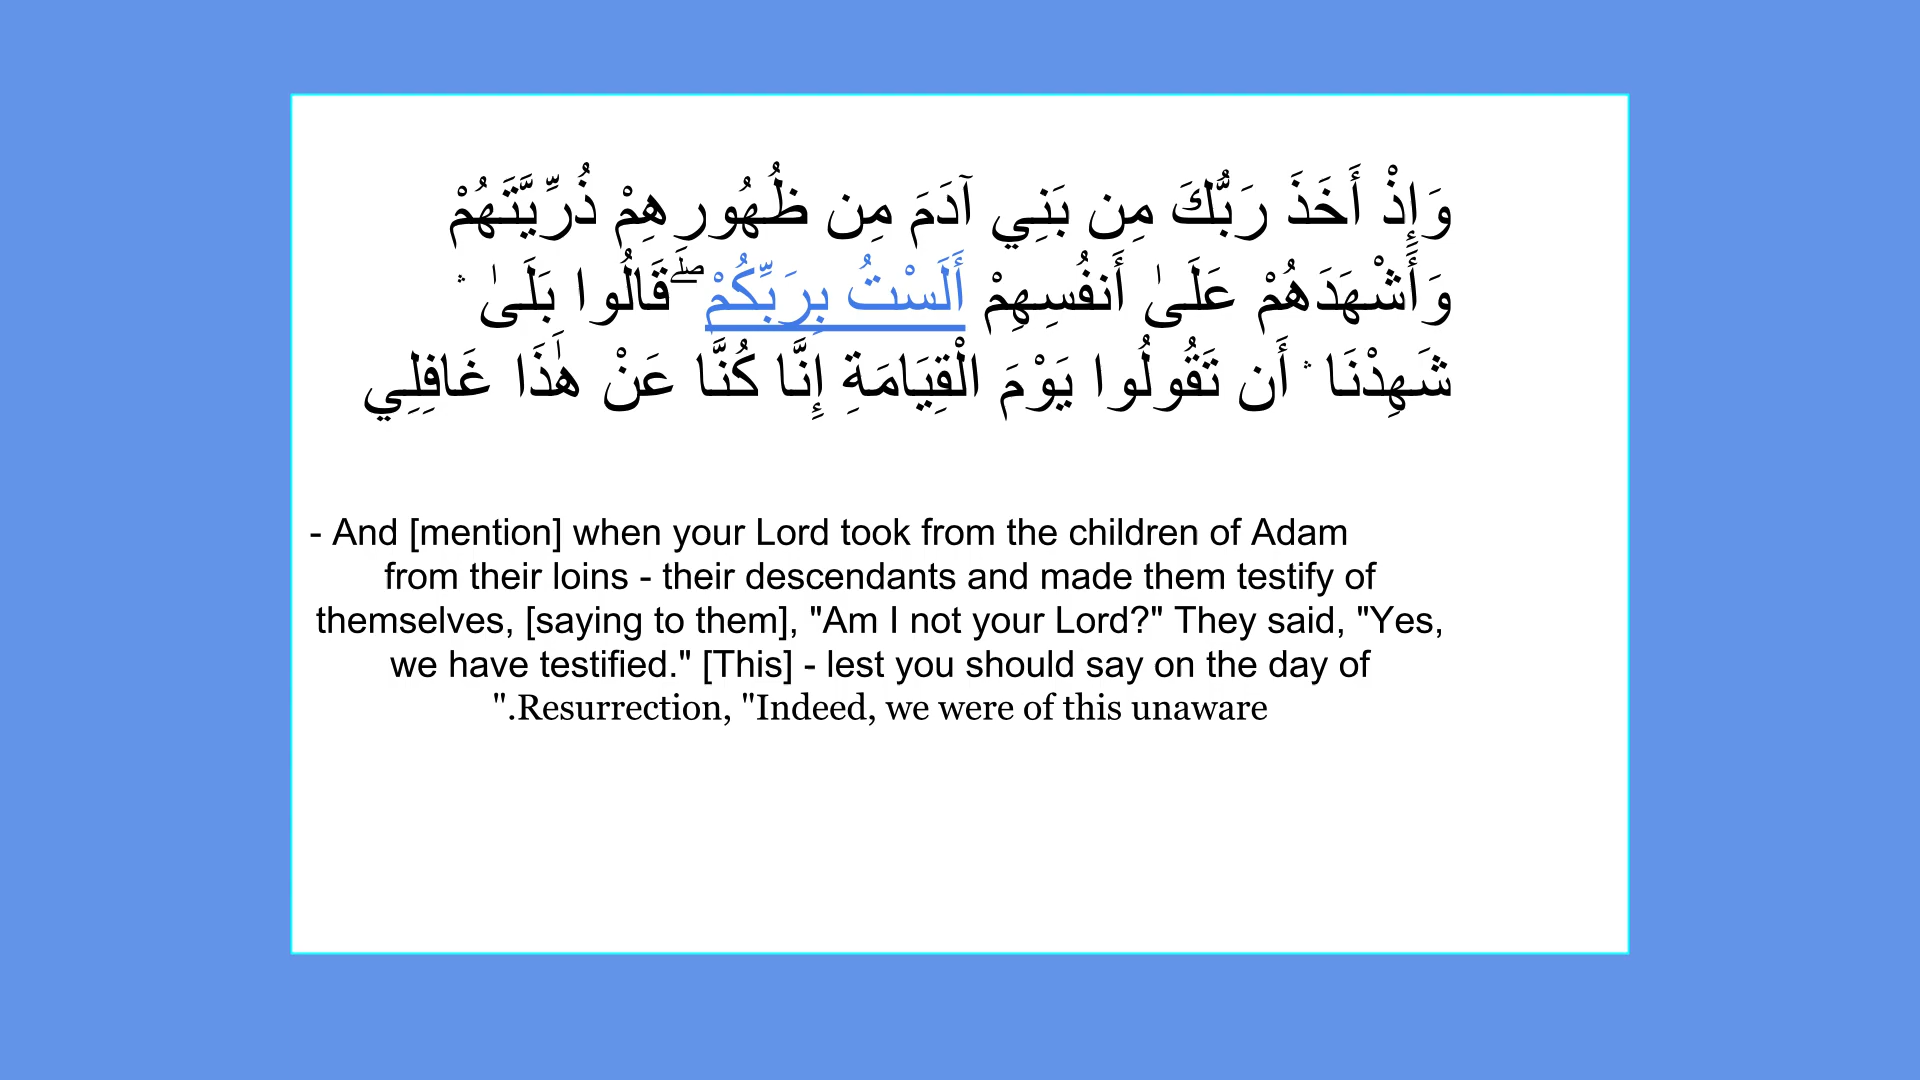 وَإِذْ أَخَذَ رَبُّكَ مِن بَنِي آدَمَ مِن ظُهُورِهِمْ ذُرِّيَّتَهُمْ
وَأَشْهَدَهُمْ عَلَىٰ أَنفُسِهِمْ أَلَسْتُ بِرَبِّكُمْ ۖ قَالُوا بَلَىٰ ۛ
شَهِدْنَا ۛ أَن تَقُولُوا يَوْمَ الْقِيَامَةِ إِنَّا كُنَّا عَنْ هَٰذَا غَافِلِي
- And [mention] when your Lord took from the children of Adam
from their loins - their descendants and made them testify of
themselves, [saying to them], "Am I not your Lord?" They said, "Yes,
we have testified." [This] - lest you should say on the day of
".Resurrection, "Indeed, we were of this unaware